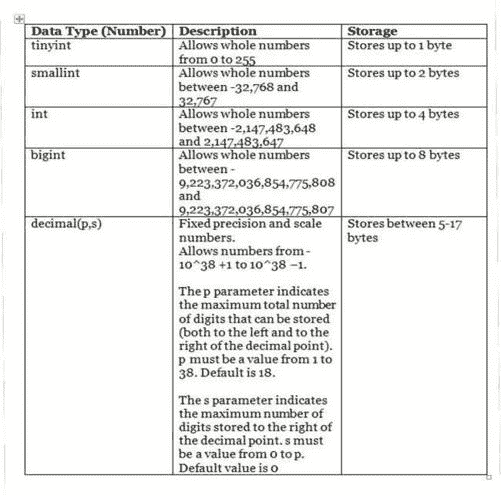 Data Type (Number) Description Storage
tinyint Allows whole numbers Stores up to 1 byte
from 0 to 255
smallint Allows whole numbers Stores up to 2 bytes
between -32,768 and
32,767
int Allows whole numbers Stores up to 4 bytes
between -2,147,483,648
and 2,147,483,647
bigint Allows whole numbers Stores up to 8 bytes
between -
9,223,372,036,854,775,808
and
9,223,372,036,854,775,807
decimal(p,s) Fixed precision and scale Stores between 5-17
numbers. bytes
Allows numbers from -
10^38 +1 to 10^38 –1.
The p parameter indicates
the maximum total number
of digits that can be stored
(both to the left and to the
right of the decimal point).
p must be a value from 1 to
38. Default is 18.
The s parameter indicates
the maximum number of
digits stored to the right of
the decimal point. s must
be a value from 0 to p.
Default value is 0